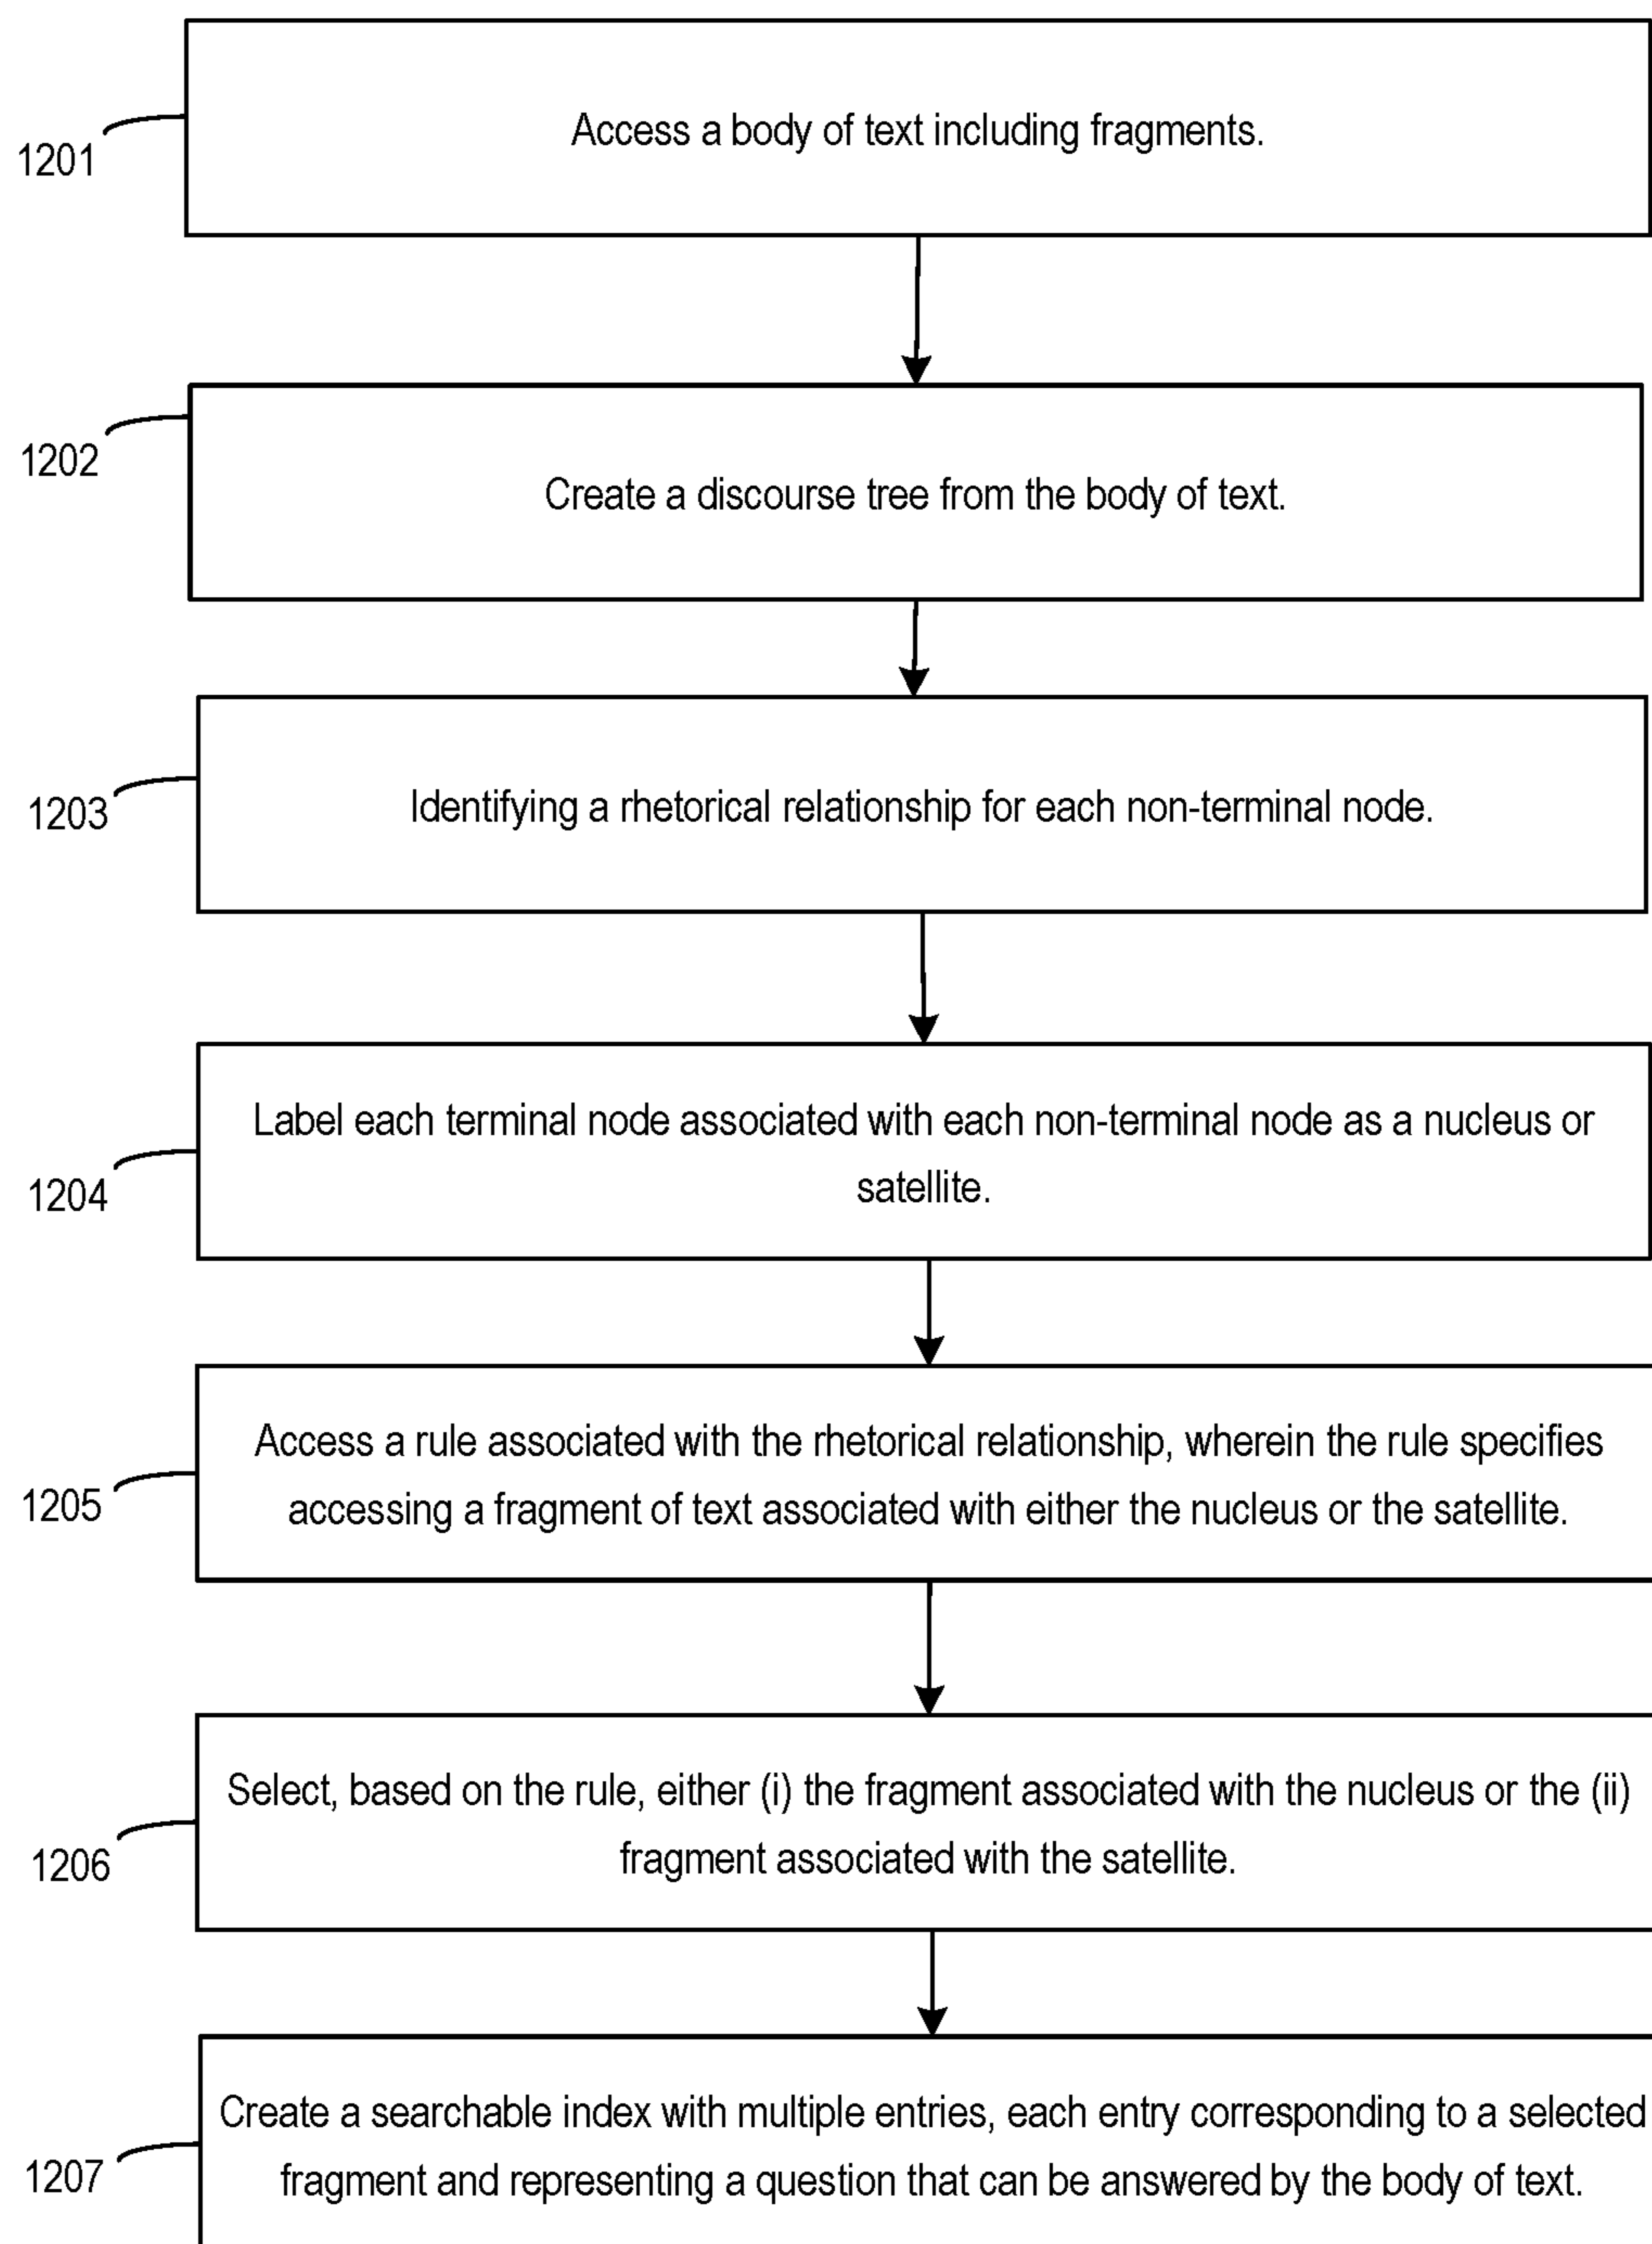 Access a body of text including fragments.
1201
Create a discourse tree from the body of text.
1202
Identifying a rhetorical relationship for each non-terminal node.
1203
Label each terminal node associated with each non-terminal node as a nucleus or
satellite.
1204
Access a rule associated with the rhetorical relationship, wherein the rule specifies
accessing a fragment of text associated with either the nucleus or the satellite.
1205
Select, based on the rule, either (i) the fragment associated with the nucleus or the (ii)
fragment associated with the satellite.
1206
Create a searchable index with multiple entries, each entry corresponding to a selected
fragment and representing a question that can be answered by the body of text.
1207